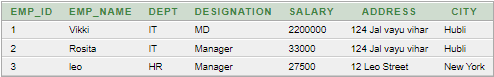 EMP_ID EMP_NAME DEPT DESIGNATION SALARY ADDRESS CITY
1 Vikki IT MD 2200000 124 Jal vayu vihar Hubli
2 Rosita IT Manager 33000 124 Jal vayu vihar Hubli
3 leo HR Manager 27500 12 Leo Street New York